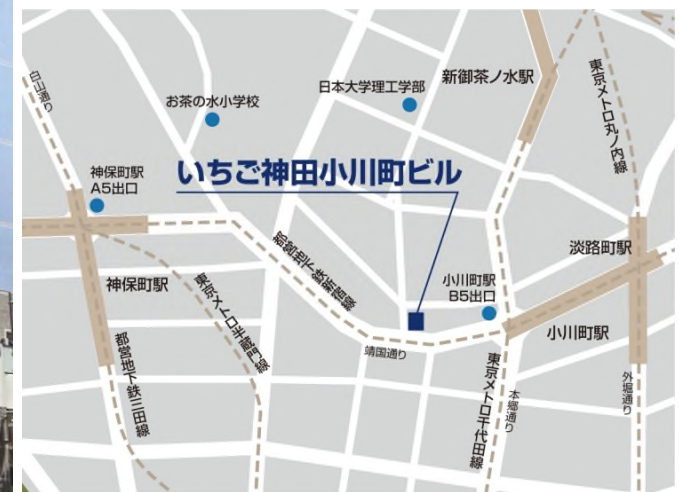 白山通り
お茶の水小学校
日本大学理工学部
新御茶ノ水駅
東京メトロ丸ノ内線
神保町駅
A5出口
いちご神田小川町ビル
都営地下鉄新宿線
淡路町駅
神保町駅
東京メトロ半蔵門線
小川町駅
B5出口
小川町駅
都営地下鉄三田線
靖国通り
東京メトロ千代田線
本郷通り
外堀通り